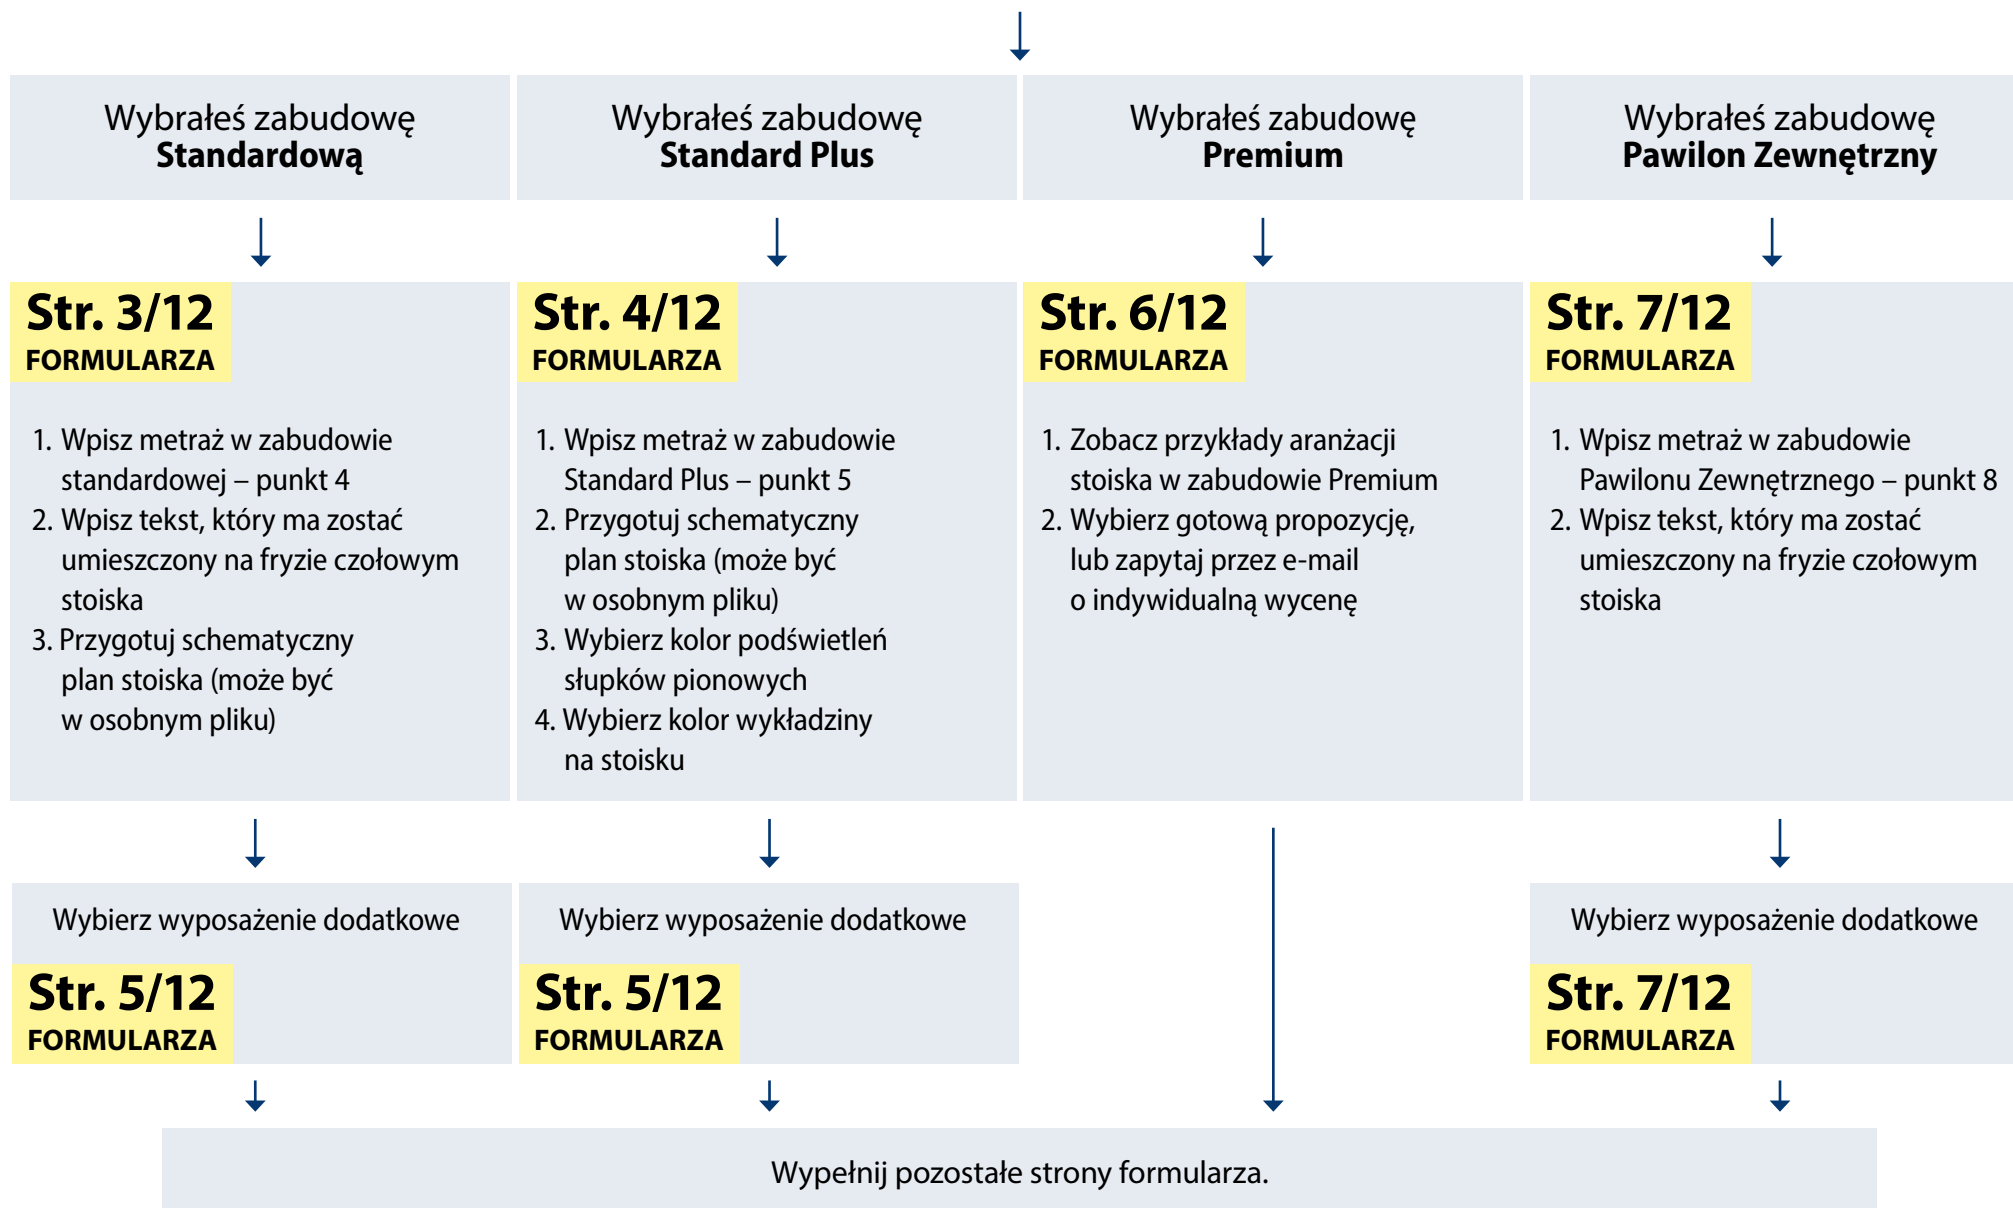 Wybrałeś zabudowę
Standardową
Wybrałeś zabudowę
Standard Plus
Wybrałeś zabudowę
Premium
Wybrałeś zabudowę
Pawilon Zewnętrzny
Str. 3/12
FORMULARZA
1. Wpisz metraż w zabudowie
standardowej – punkt 4
2. Wpisz tekst, który ma zostać
umieszczony na fryzie czołowym
stoiska
3. Przygotuj schematyczny
plan stoiska (może być
w osobnym pliku)
Str. 4/12
FORMULARZA
1. Wpisz metraż w zabudowie
Standard Plus – punkt 5
2. Przygotuj schematyczny
plan stoiska (może być
w osobnym pliku)
3. Wybierz kolor podświetleń
słupków pionowych
4. Wybierz kolor wykładziny
na stoisku
Str. 6/12
FORMULARZA
1. Zobacz przykłady aranżacji
stoiska w zabudowie Premium
2. Wybierz gotową propozycję,
lub zapytaj przez e-mail
o indywidualną wycenę
Str. 7/12
FORMULARZA
1. Wpisz metraż w zabudowie
Pawilonu Zewnętrznego – punkt 8
2. Wpisz tekst, który ma zostać
umieszczony na fryzie czołowym
stoiska
Wybierz wyposażenie dodatkowe
Str. 5/12
FORMULARZA
Wybierz wyposażenie dodatkowe
Str. 5/12
FORMULARZA
Wybierz wyposażenie dodatkowe
Str. 7/12
FORMULARZA
Wypełnij pozostałe strony formularza.